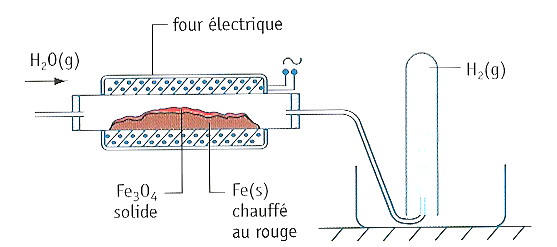 four électrique
H₂O(g)
H₂(g)
Fe₃O₄
solide
Fe(s)
chauffé
au rouge